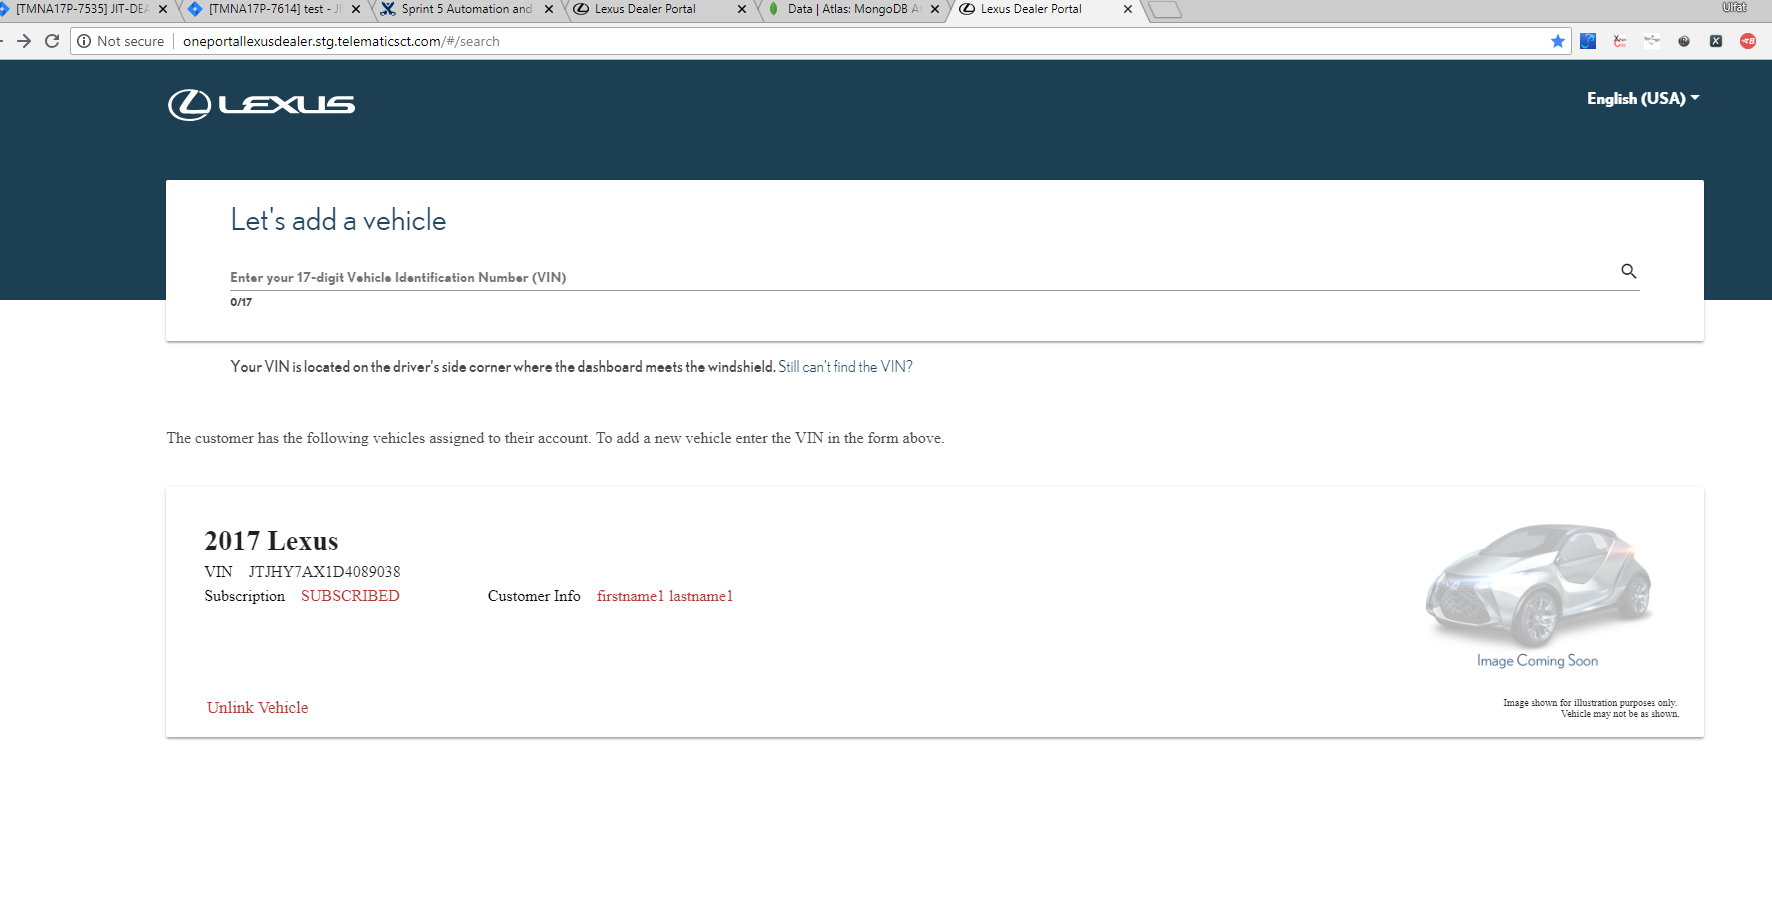 [TMNA17P-7535] JIT-DEA
[TMNA17P-7614] test - JI
Sprint 5 Automation and
Lexus Dealer Portal
Data | Atlas: MongoDB At
Lexus Dealer Portal
Ulfat
Not secure
oneportallexusdealer.stg.telematicsct.com/#/search
LEXUS
English (USA)
Let's add a vehicle
Enter your 17-digit Vehicle Identification Number (VIN)
0/17
Your VIN is located on the driver's side corner where the dashboard meets the windshield. Still can't find the VIN?
The customer has the following vehicles assigned to their account. To add a new vehicle enter the VIN in the form above.
2017 Lexus
VIN JTJHY7AX1D4089038
Subscription SUBSCRIBED Customer Info firstname1 lastname1
Image Coming Soon
Unlink Vehicle
Image shown for illustration purposes only.
Vehicle may not be as shown.